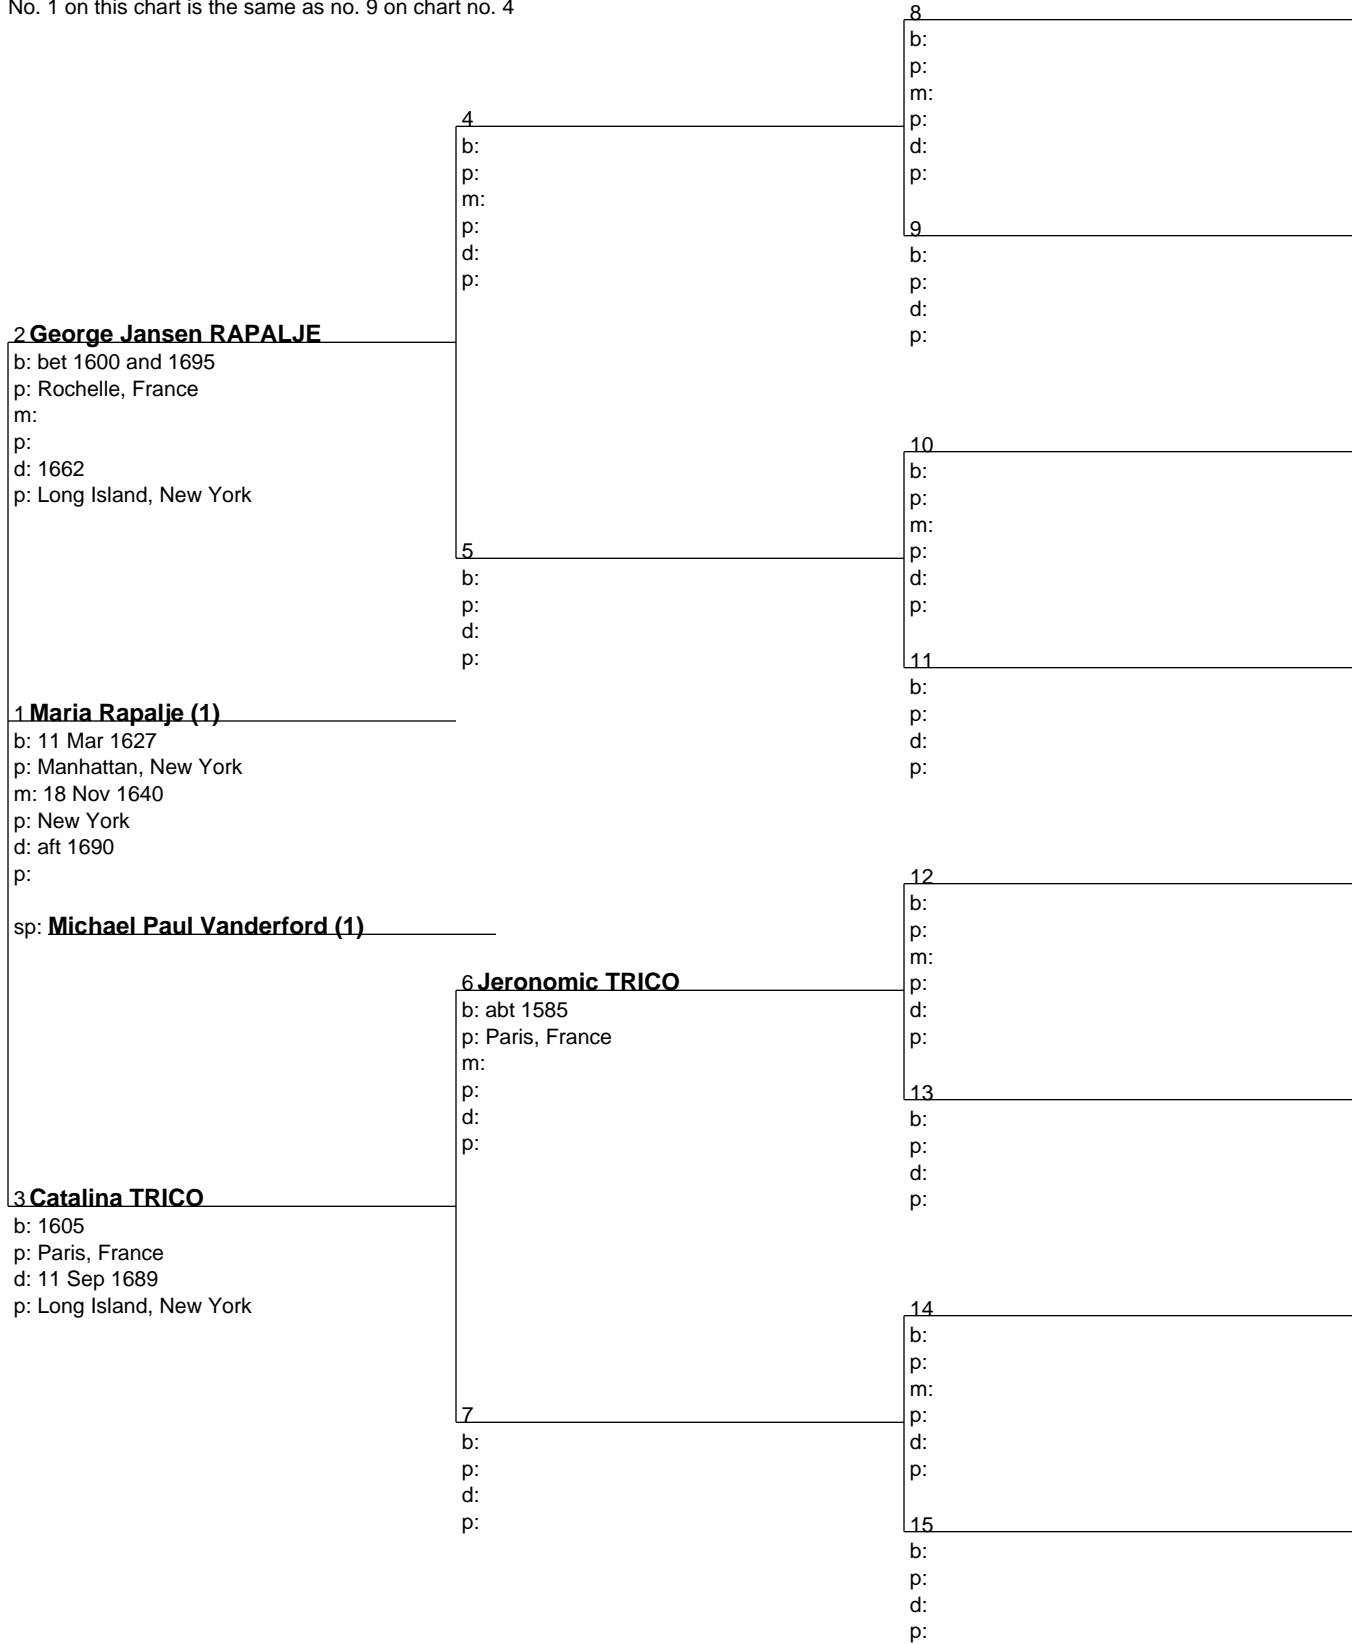 No. 1 on this chart is the same as no. 9 on chart no. 4
8
b:
p:
m:
p:
d:
p:
4
b:
p:
m:
p:
d:
p:
9
b:
p:
d:
p:
2 George Jansen RAPALJE
b: bet 1600 and 1695
p: Rochelle, France
m:
p:
d: 1662
p: Long Island, New York
10
b:
p:
m:
p:
d:
p:
5
b:
p:
d:
p:
11
b:
p:
d:
p:
1 Maria Rapalje (1)
b: 11 Mar 1627
p: Manhattan, New York
m: 18 Nov 1640
p: New York
d: aft 1690
p:
sp: Michael Paul Vanderford (1)
12
b:
p:
m:
p:
d:
p:
6 Jeronomic TRICO
b: abt 1585
p: Paris, France
m:
p:
d:
p:
13
b:
p:
d:
p:
3 Catalina TRICO
b: 1605
p: Paris, France
d: 11 Sep 1689
p: Long Island, New York
14
b:
p:
m:
p:
d:
p:
7
b:
p:
d:
p:
15
b:
p:
d:
p: